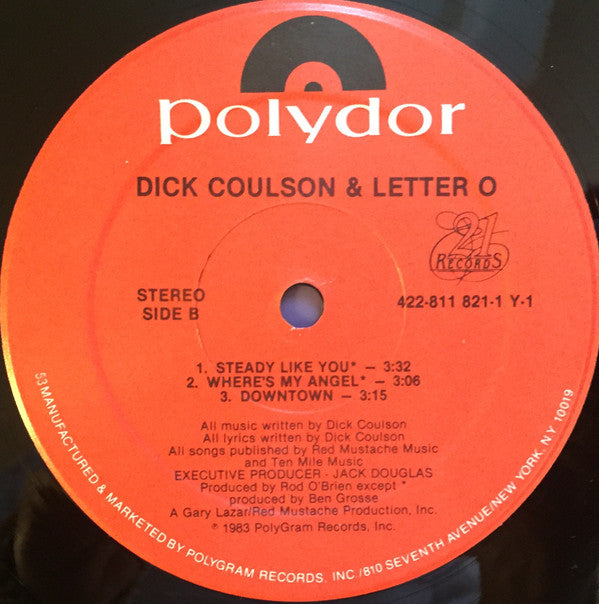 polydor
DICK COULSON & LETTER O
21
RECORDS
STEREO
SIDE B
422-811 821-1 Y-1
1. STEADY LIKE YOU* – 3:32
2. WHERE'S MY ANGEL* – 3:06
3. DOWNTOWN – 3:15
All music written by Dick Coulson
All lyrics written by Dick Coulson
All songs published by Red Mustache Music
and Ten Mile Music
EXECUTIVE PRODUCER - JACK DOUGLAS
Produced by Rod O'Brien except *
produced by Ben Grosse
A Gary Lazar/Red Mustache Production, Inc.
℗ 1983 PolyGram Records, Inc.
53 MANUFACTURED & MARKETED BY POLYGRAM RECORDS, INC./810 SEVENTH AVENUE/NEW YORK, N.Y. 10019